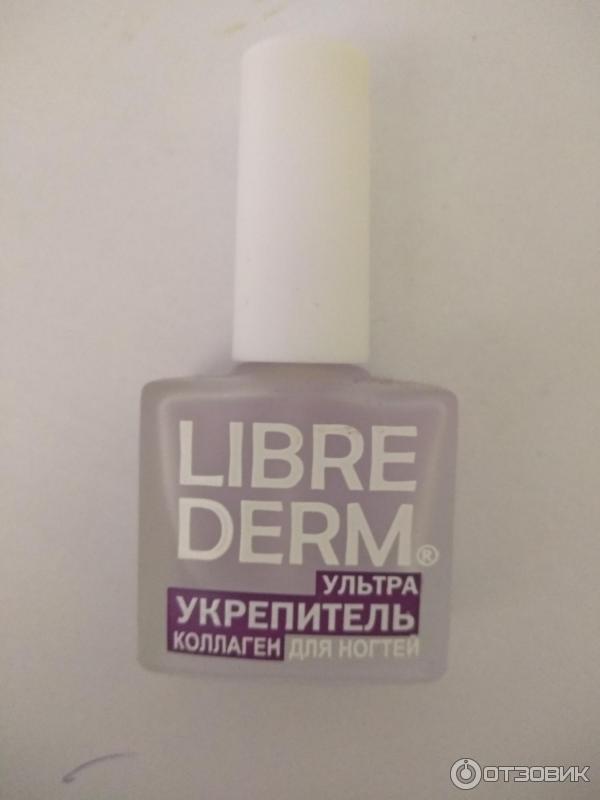 LIBRE
DERM®
УЛЬТРА
УКРЕПИТЕЛЬ
КОЛЛАГЕН ДЛЯ НОГТЕЙ
ОТЗОВИК